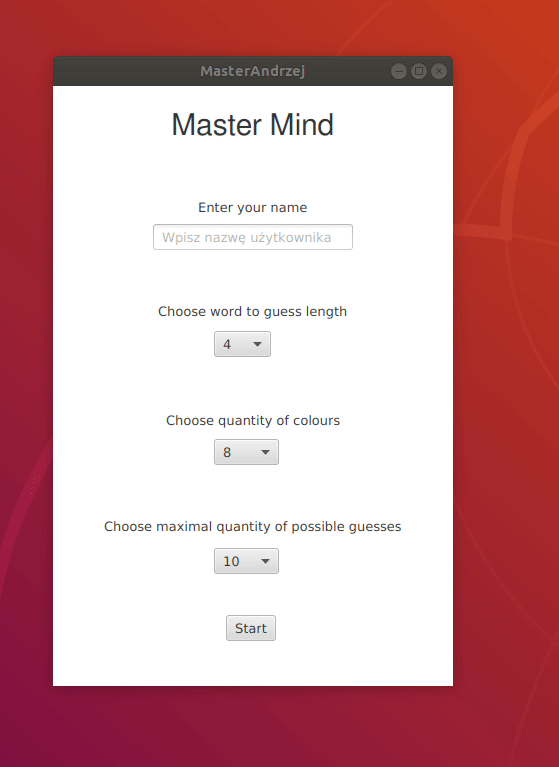 MasterAndrzej
Master Mind
Enter your name
Wpisz nazwę użytkownika
Choose word to guess length
4
Choose quantity of colours
8
Choose maximal quantity of possible guesses
10
Start